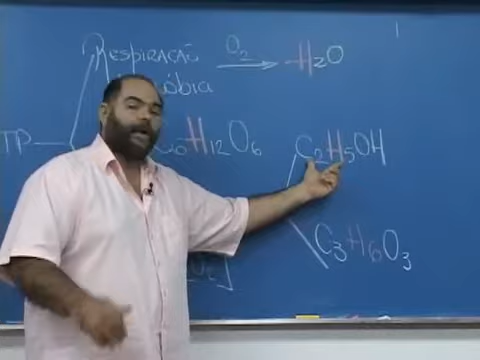 Respiração O₂ H₂O
óbia
TP
H₁₂O₆
C₂H₅OH
C₃H₆O₃